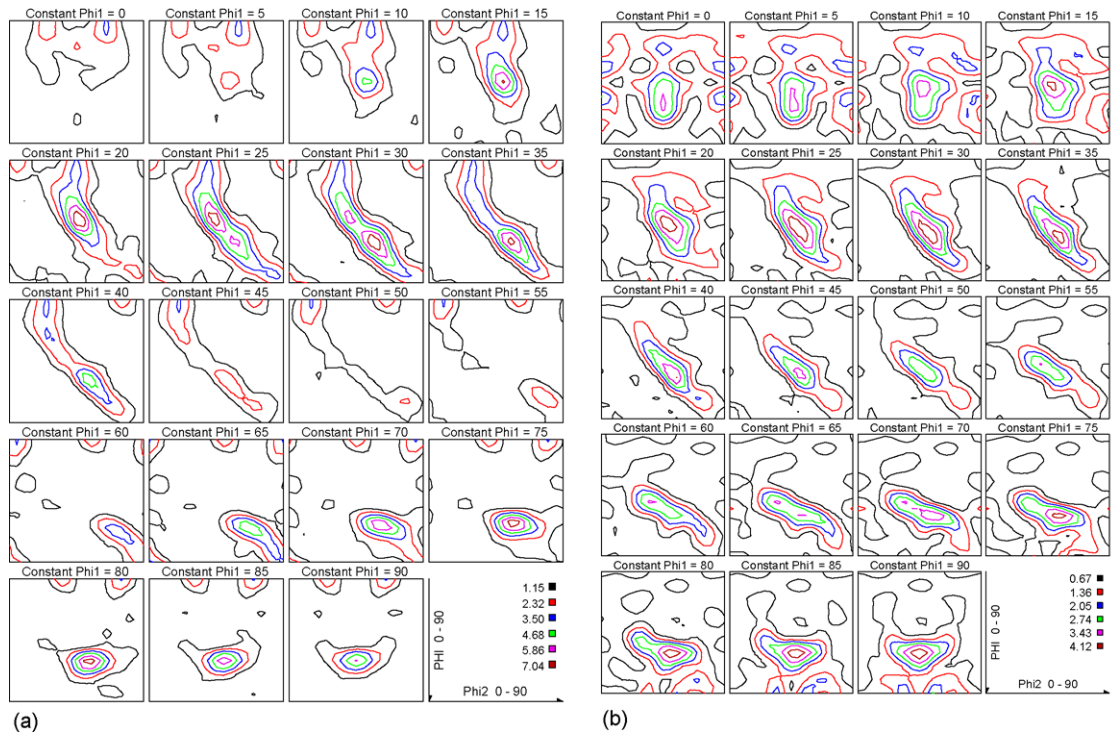 Constant Phi1 = 0 Constant Phi1 = 5 Constant Phi1 = 10 Constant Phi1 = 15
Constant Phi1 = 20 Constant Phi1 = 25 Constant Phi1 = 30 Constant Phi1 = 35
Constant Phi1 = 40 Constant Phi1 = 45 Constant Phi1 = 50 Constant Phi1 = 55
Constant Phi1 = 60 Constant Phi1 = 65 Constant Phi1 = 70 Constant Phi1 = 75
Constant Phi1 = 80 Constant Phi1 = 85 Constant Phi1 = 90
1.15
2.32
3.50
4.68
5.86
7.04
PHI 0 - 90
Phi2 0 - 90
(a)
Constant Phi1 = 0 Constant Phi1 = 5 Constant Phi1 = 10 Constant Phi1 = 15
Constant Phi1 = 20 Constant Phi1 = 25 Constant Phi1 = 30 Constant Phi1 = 35
Constant Phi1 = 40 Constant Phi1 = 45 Constant Phi1 = 50 Constant Phi1 = 55
Constant Phi1 = 60 Constant Phi1 = 65 Constant Phi1 = 70 Constant Phi1 = 75
Constant Phi1 = 80 Constant Phi1 = 85 Constant Phi1 = 90
0.67
1.36
2.05
2.74
3.43
4.12
PHI 0 - 90
Phi2 0 - 90
(b)